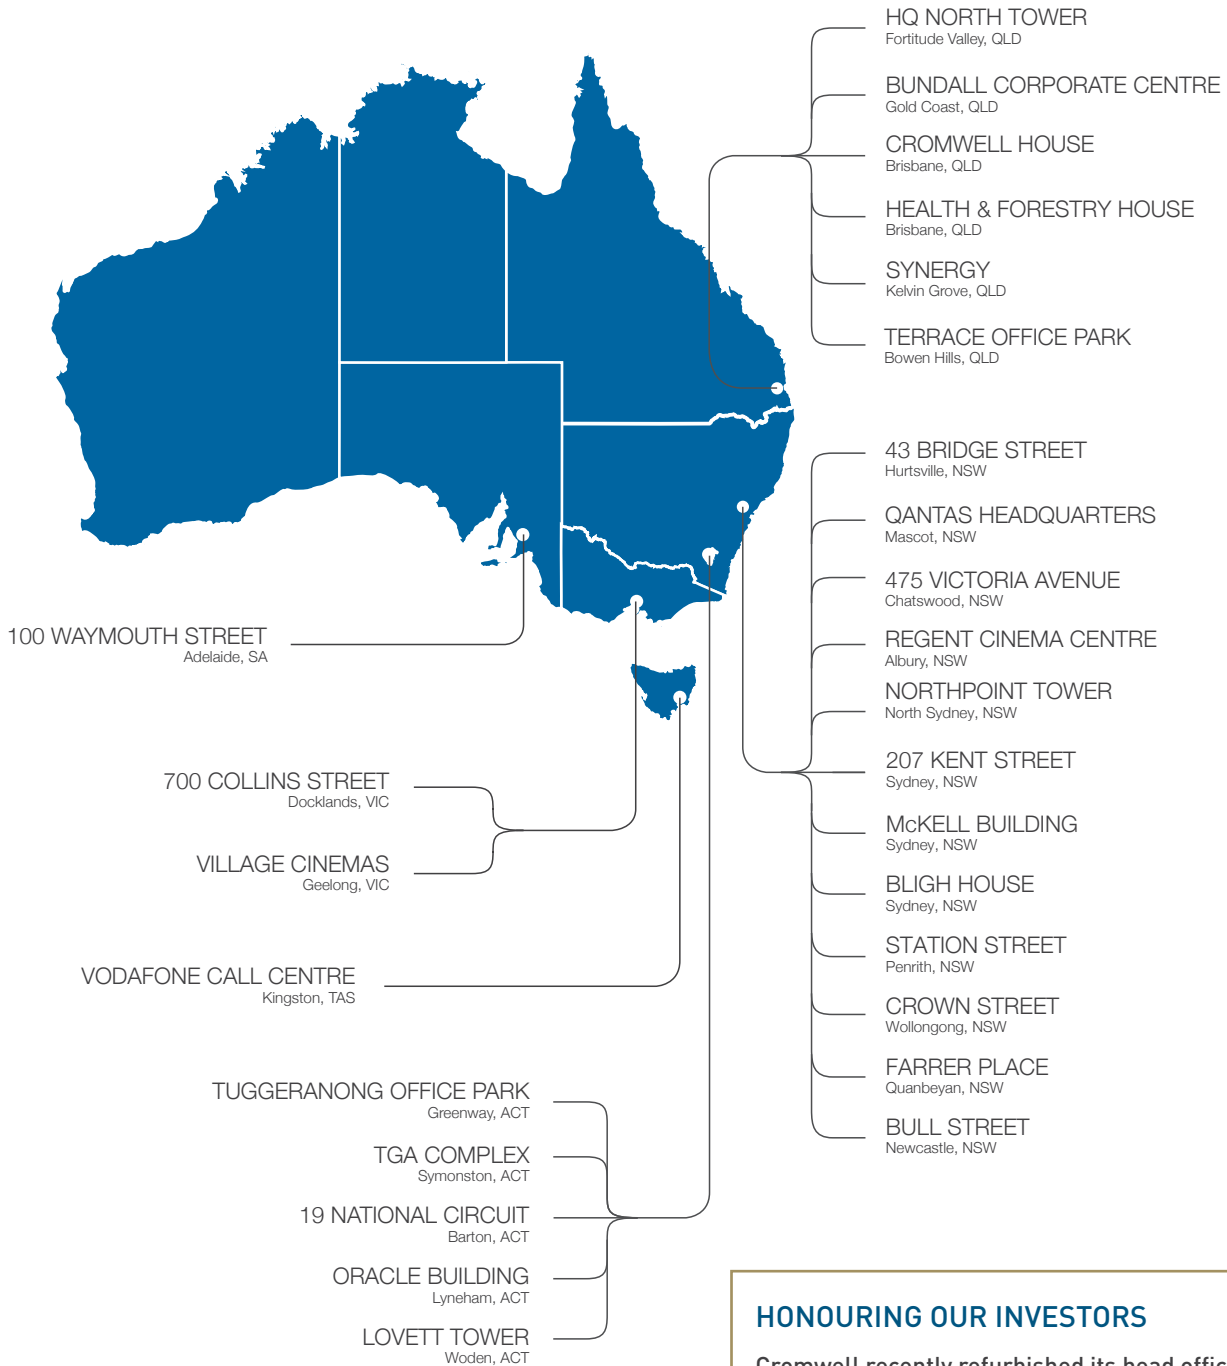 HQ NORTH TOWER
Fortitude Valley, QLD
BUNDALL CORPORATE CENTRE
Gold Coast, QLD
CROMWELL HOUSE
Brisbane, QLD
HEALTH & FORESTRY HOUSE
Brisbane, QLD
SYNERGY
Kelvin Grove, QLD
TERRACE OFFICE PARK
Bowen Hills, QLD
43 BRIDGE STREET
Hurtsville, NSW
QANTAS HEADQUARTERS
Mascot, NSW
475 VICTORIA AVENUE
Chatswood, NSW
REGENT CINEMA CENTRE
Albury, NSW
NORTHPOINT TOWER
North Sydney, NSW
207 KENT STREET
Sydney, NSW
McKELL BUILDING
Sydney, NSW
BLIGH HOUSE
Sydney, NSW
STATION STREET
Penrith, NSW
CROWN STREET
Wollongong, NSW
FARRER PLACE
Quanbeyan, NSW
BULL STREET
Newcastle, NSW
100 WAYMOUTH STREET
Adelaide, SA
700 COLLINS STREET
Docklands, VIC
VILLAGE CINEMAS
Geelong, VIC
VODAFONE CALL CENTRE
Kingston, TAS
TUGGERANONG OFFICE PARK
Greenway, ACT
TGA COMPLEX
Symonston, ACT
19 NATIONAL CIRCUIT
Barton, ACT
ORACLE BUILDING
Lyneham, ACT
LOVETT TOWER
Woden, ACT
HONOURING OUR INVESTORS
Cromwell recently refurbished its head offic